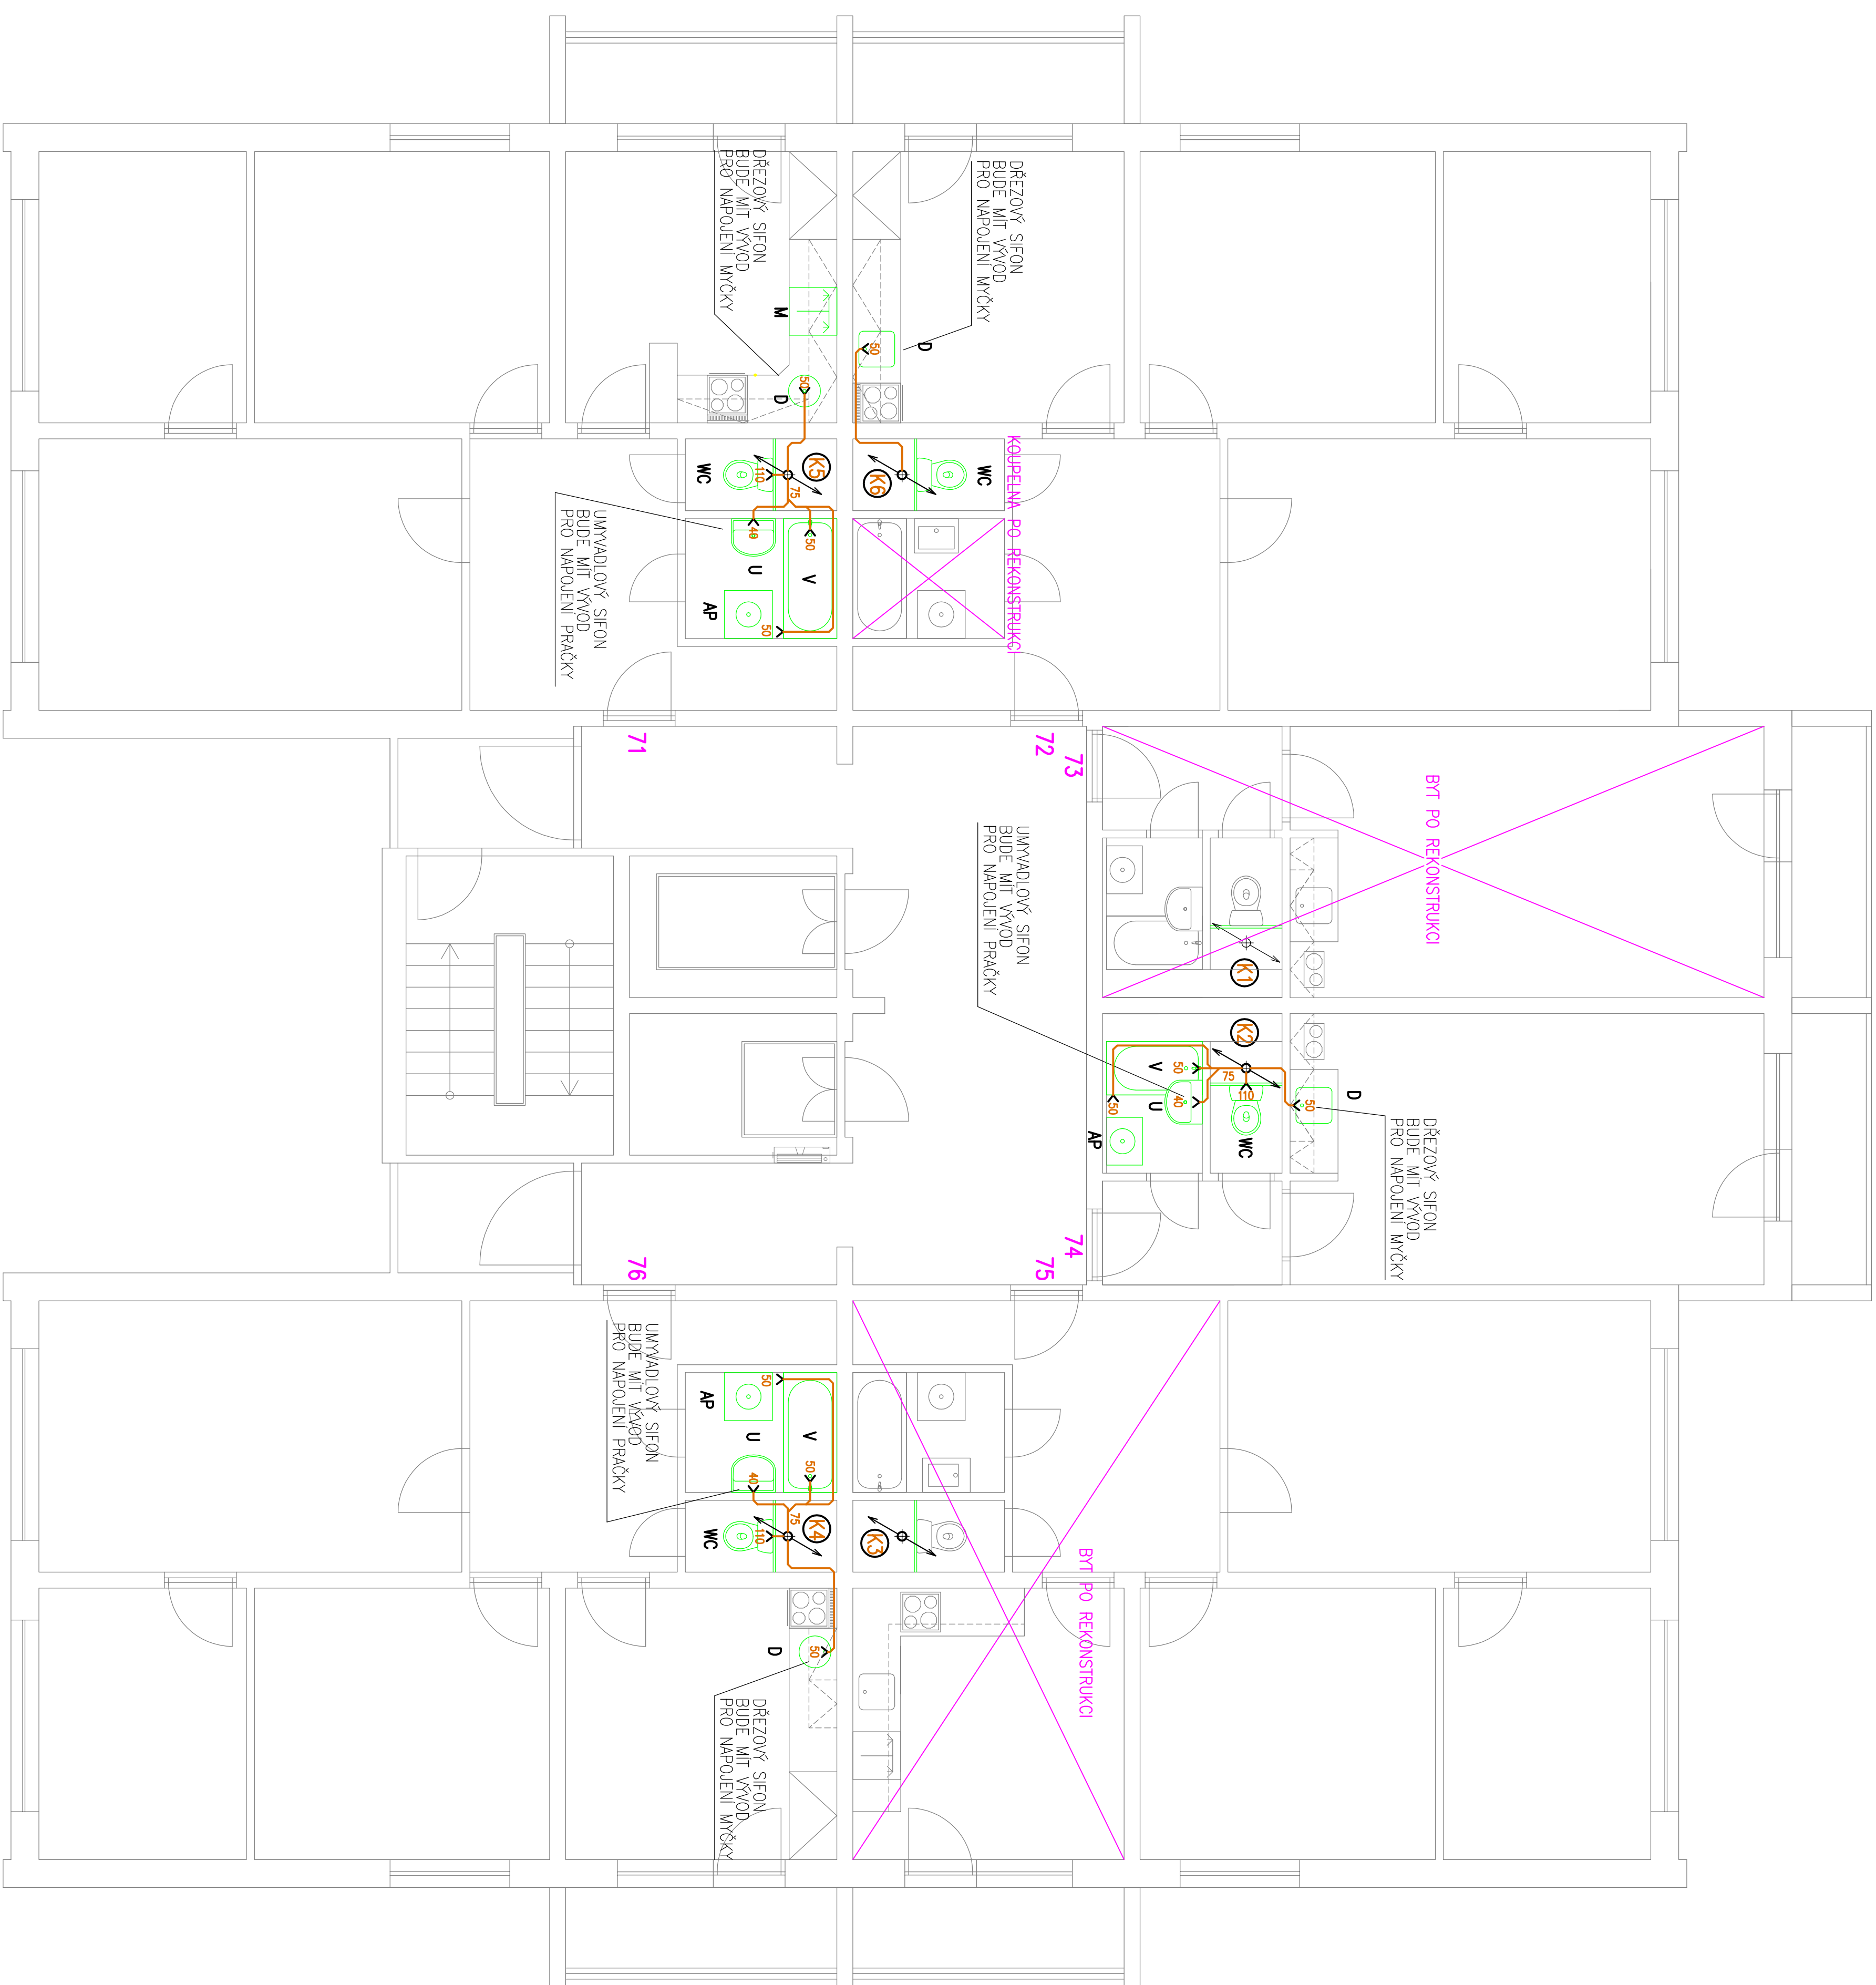 DŘEZOVÝ SIFON
BUDE MÍT VÝVOD
PRO NAPOJENÍ MYČKY
DŘEZOVÝ SIFON
BUDE MÍT VÝVOD
PRO NAPOJENÍ MYČKY
M
D
50
D
50
KOUPELNA PO REKONSTRUKCI
WC
K6
K5
WC
110
75
40
50
U
V
AP
50
UMYVADLOVÝ SIFON
BUDE MÍT VÝVOD
PRO NAPOJENÍ PRAČKY
71
72
73
BYT PO REKONSTRUKCI
K1
UMYVADLOVÝ SIFON
BUDE MÍT VÝVOD
PRO NAPOJENÍ PRAČKY
K2
V
50
75
110
U
40
50
AP
WC
D
50
DŘEZOVÝ SIFON
BUDE MÍT VÝVOD
PRO NAPOJENÍ MYČKY
74
75
76
UMYVADLOVÝ SIFON
BUDE MÍT VÝVOD
PRO NAPOJENÍ PRAČKY
50
AP
U
V
40
50
75
K4
WC
110
K3
BYT PO REKONSTRUKCI
D
50
DŘEZOVÝ SIFON
BUDE MÍT VÝVOD
PRO NAPOJENÍ MYČKY